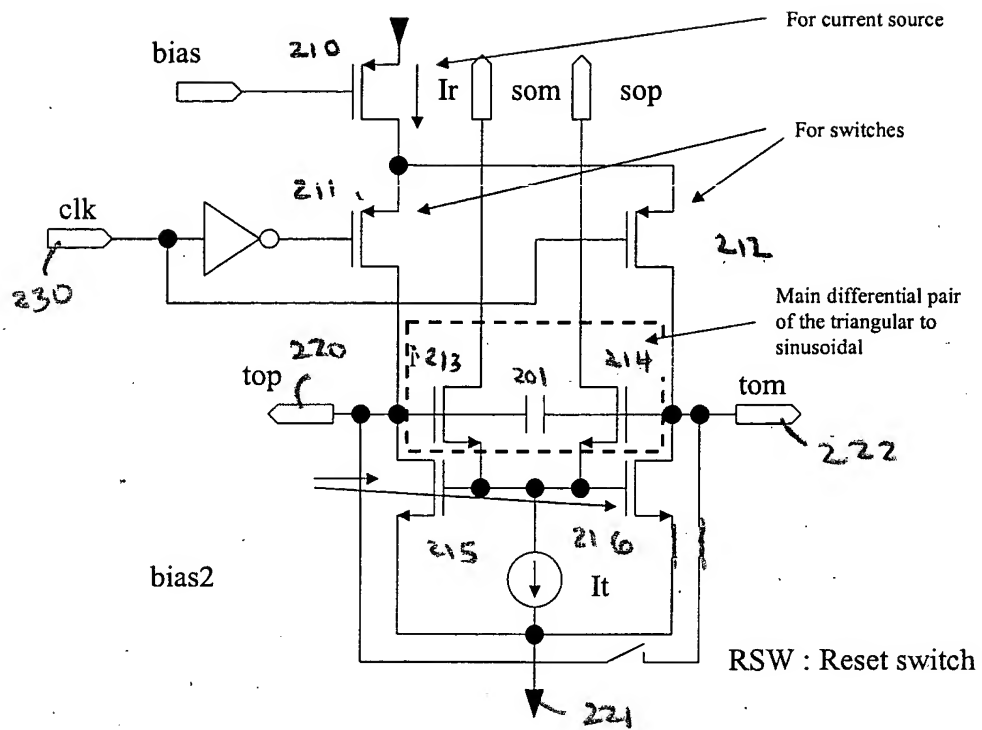 For current source
210
bias
Ir
som
sop
For switches
211
clk
212
230
Main differential pair
of the triangular to
sinusoidal
220
213
201
214
top
tom
222
215
216
bias2
It
RSW : Reset switch
221